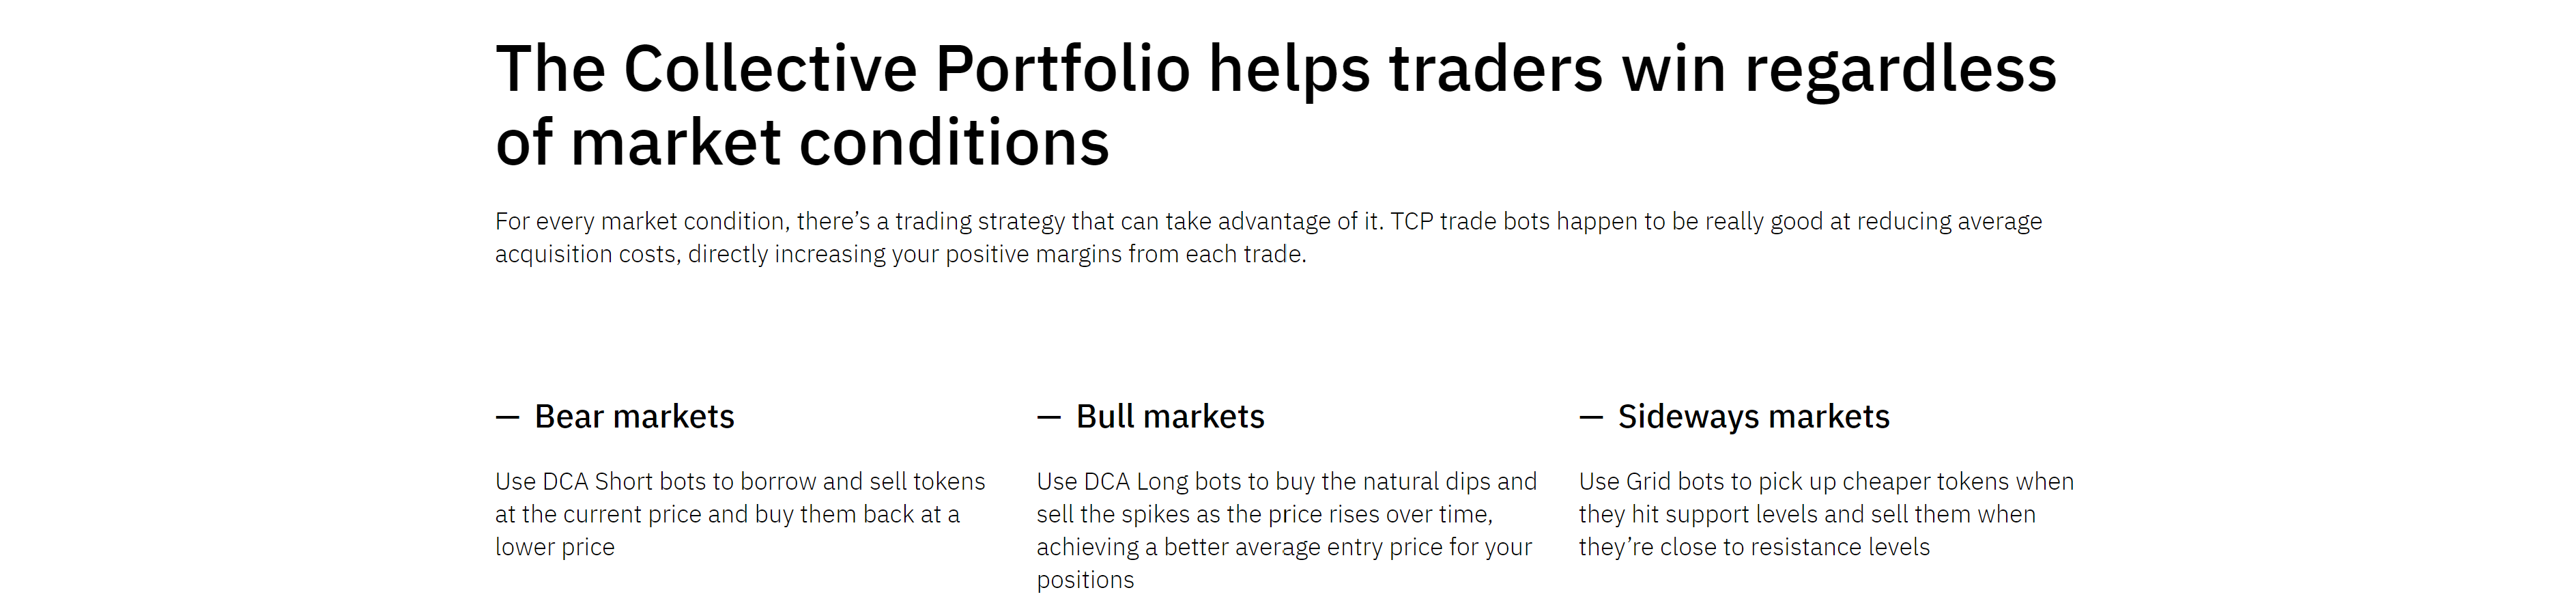 The Collective Portfolio helps traders win regardless
of market conditions
For every market condition, there’s a trading strategy that can take advantage of it. TCP trade bots happen to be really good at reducing average
acquisition costs, directly increasing your positive margins from each trade.
— Bear markets
Use DCA Short bots to borrow and sell tokens
at the current price and buy them back at a
lower price
— Bull markets
Use DCA Long bots to buy the natural dips and
sell the spikes as the price rises over time,
achieving a better average entry price for your
positions
— Sideways markets
Use Grid bots to pick up cheaper tokens when
they hit support levels and sell them when
they’re close to resistance levels